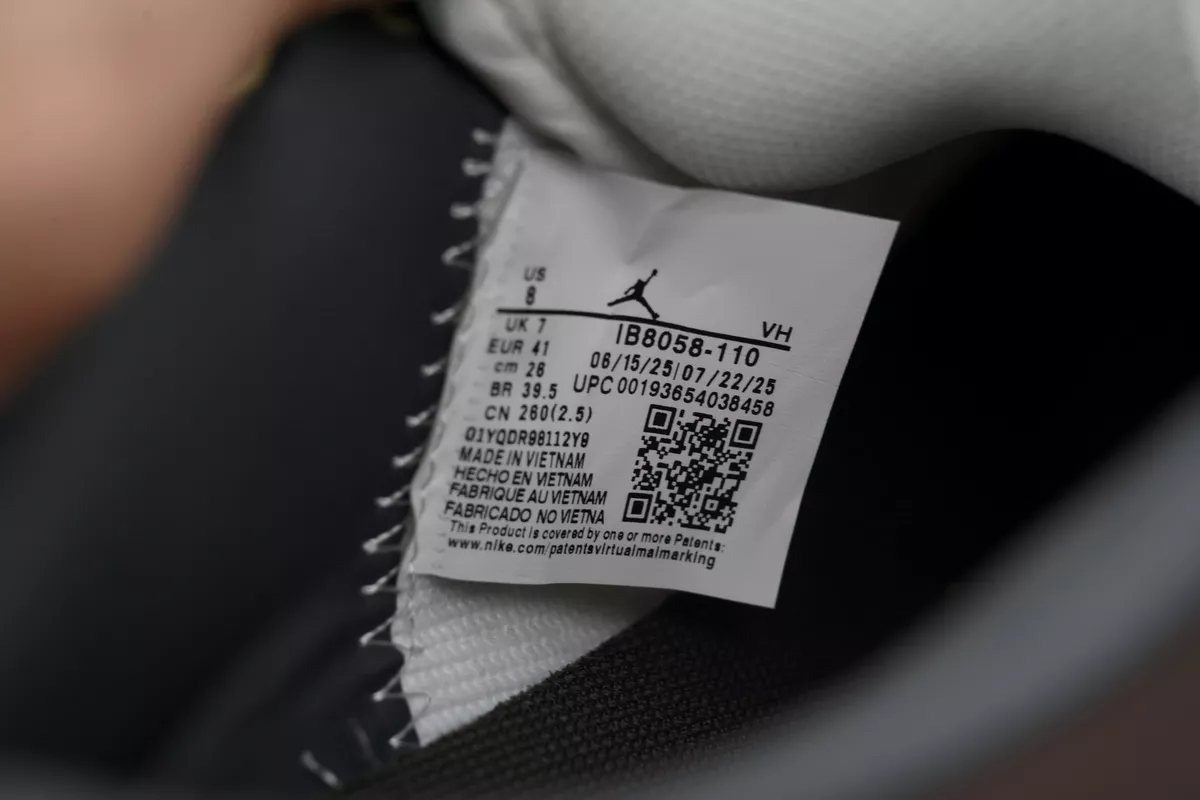 US
8
VH
UK 7
EUR 41
cm 26
BR 39.5
CN 260(2.5)
01YQDR98112Y9
MADE IN VIETNAM
HECHO EN VIETNAM
FABRIQUE AU VIETNAM
FABRICADO NO VIETNA
IB8058-110
06/15/25|07/22/25
UPC 00193654038458
This Product is covered by one or more Patents:
www.nike.com/patentsvirtualmalmarking